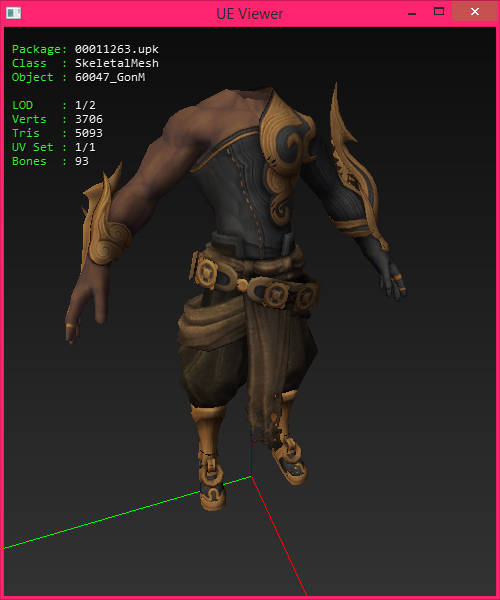 UE Viewer
Package: 00011263.upk
Class : SkeletalMesh
Object : 60047_GonM
LOD : 1/2
Verts : 3706
Tris : 5093
UV Set : 1/1
Bones : 93